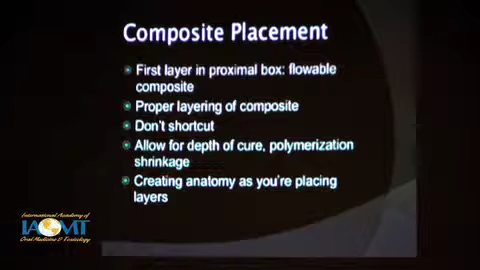 Composite Placement
First layer in proximal box: flowable
composite
Proper layering of composite
Don't shortcut
Allow for depth of cure, polymerization
shrinkage
Creating anatomy as you're placing
layers
International Academy of
IAOMT
Oral Medicine & Toxicology